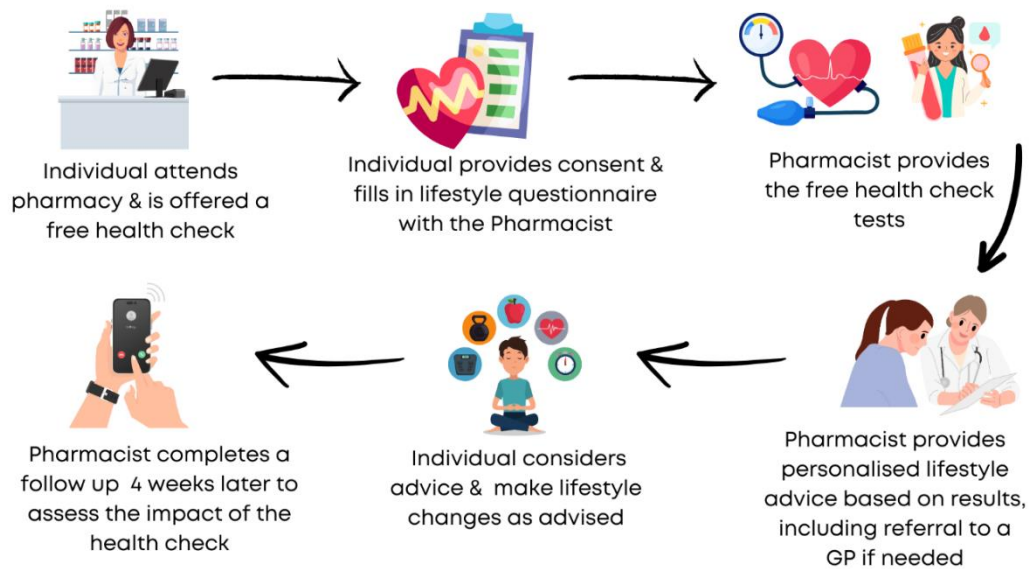 Individual attends
pharmacy & is offered a
free health check
Individual provides consent &
fills in lifestyle questionnaire
with the Pharmacist
Pharmacist provides
the free health check
tests
Pharmacist provides
personalised lifestyle
advice based on results,
including referral to a
GP if needed
Individual considers
advice & make lifestyle
changes as advised
Pharmacist completes a
follow up 4 weeks later to
assess the impact of the
health check